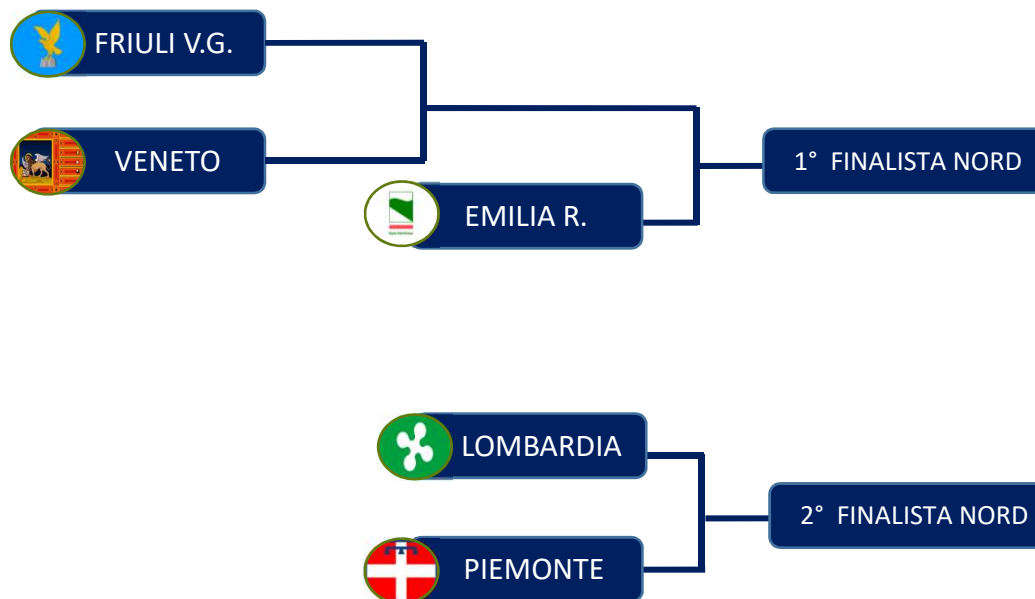 FRIULI V.G.
VENETO
1° FINALISTA NORD
EMILIA R.
LOMBARDIA
2° FINALISTA NORD
PIEMONTE